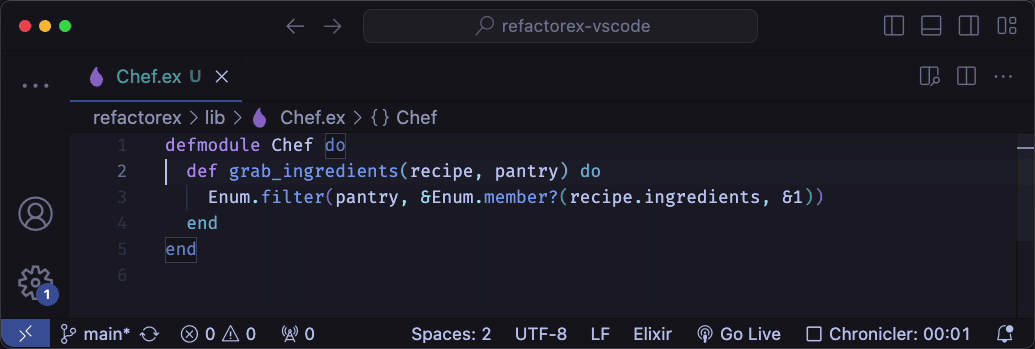 refactorex-vscode
Chef.ex U
refactorex > lib > Chef.ex > {} Chef
1 defmodule Chef do
2 def grab_ingredients(recipe, pantry) do
3 Enum.filter(pantry, &Enum.member?(recipe.ingredients, &1))
4 end
5 end
6
1
main* 0 0 0 Spaces: 2 UTF-8 LF Elixir Go Live Chronicler: 00:01